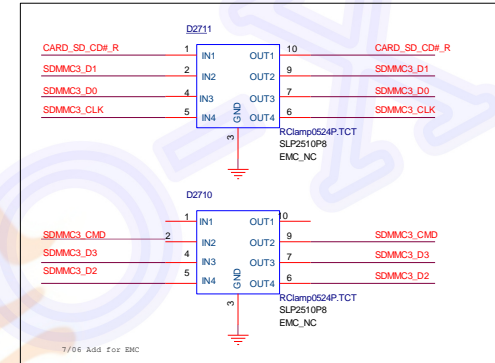 D2711
CARD_SD_CD#_R 1 IN1 OUT1 10 CARD_SD_CD#_R
SDMMC3_D1 2 IN2 OUT2 9 SDMMC3_D1
SDMMC3_D0 4 IN3 OUT3 7 SDMMC3_D0
SDMMC3_CLK 5 IN4 OUT4 6 SDMMC3_CLK
GND
3
RClamp0524P.TCT
SLP2510P8
EMC_NC
D2710
1 IN1 OUT1 10
SDMMC3_CMD 2 IN2 OUT2 9 SDMMC3_CMD
SDMMC3_D3 4 IN3 OUT3 7 SDMMC3_D3
SDMMC3_D2 5 IN4 OUT4 6 SDMMC3_D2
GND
3
RClamp0524P.TCT
SLP2510P8
EMC_NC
7/06 Add for EMC